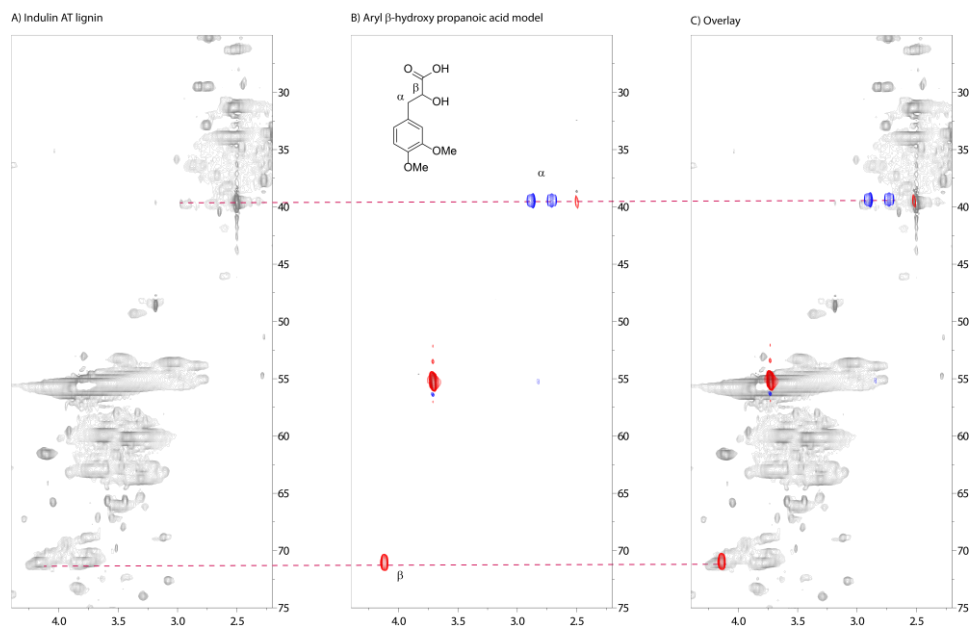 A) Indulin AT lignin
B) Aryl β-hydroxy propanoic acid model
C) Overlay
O
OH
β
α
OH
OMe
OMe
α
β
30
35
40
45
50
55
60
65
70
75
30
35
40
45
50
55
60
65
70
75
30
35
40
45
50
55
60
65
70
75
4.0 3.5 3.0 2.5
4.0 3.5 3.0 2.5
4.0 3.5 3.0 2.5